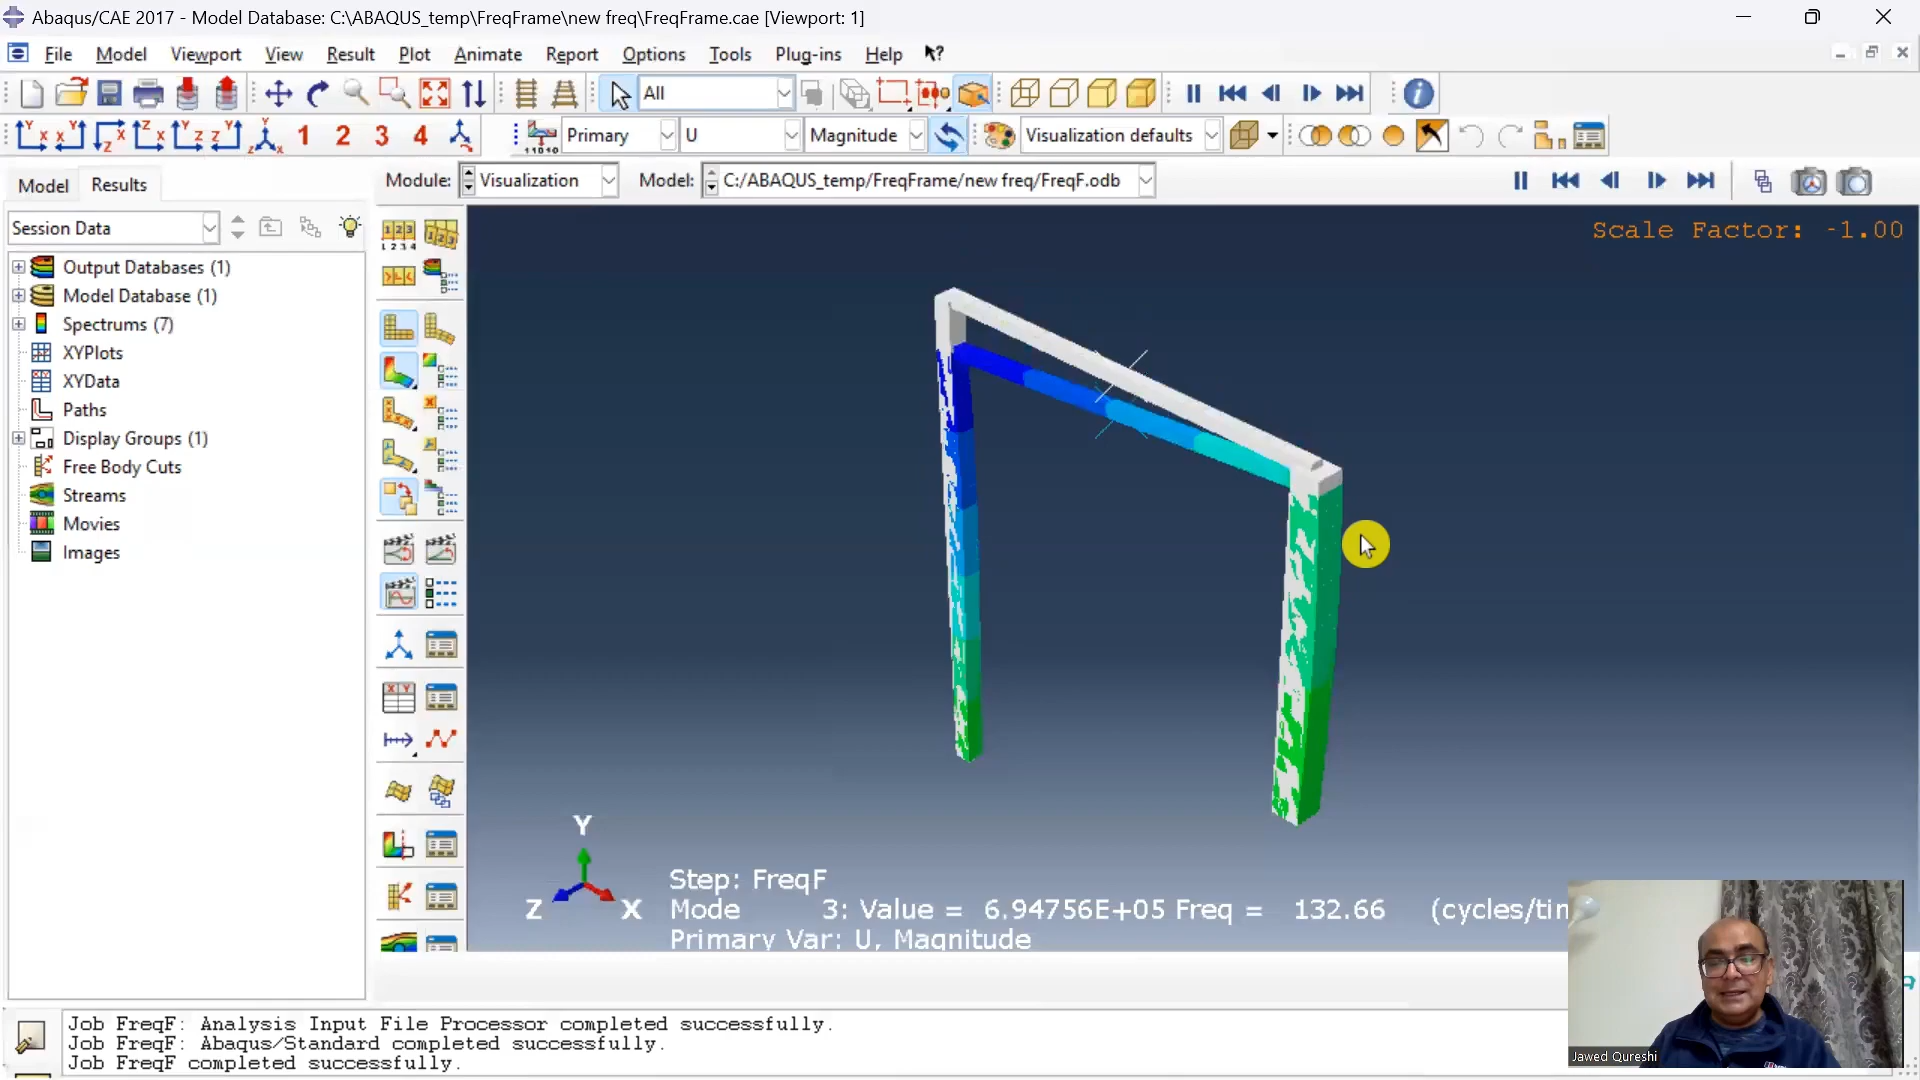 Abaqus/CAE 2017 - Model Database: C:\ABAQUS_temp\FreqFrame\new freq\FreqFrame.cae [Viewport: 1]
File Model Viewport View Result Plot Animate Report Options Tools Plug-ins Help
All
1 2 3 4 Primary U Magnitude Visualization defaults
Model Results Module: Visualization Model: C:/ABAQUS_temp/FreqFrame/new freq/FreqF.odb
Session Data
Scale Factor: -1.00
Output Databases (1)
Model Database (1)
Spectrums (7)
XYPlots
XYData
Paths
Display Groups (1)
Free Body Cuts
Streams
Movies
Images
Y
Z X
Step: FreqF
Mode 3: Value = 6.94756E+05 Freq = 132.66 (cycles/tim
Primary Var: U, Magnitude
Job FreqF: Analysis Input File Processor completed successfully.
Job FreqF: Abaqus/Standard completed successfully.
Job FreqF completed successfully.
Jawed Qureshi